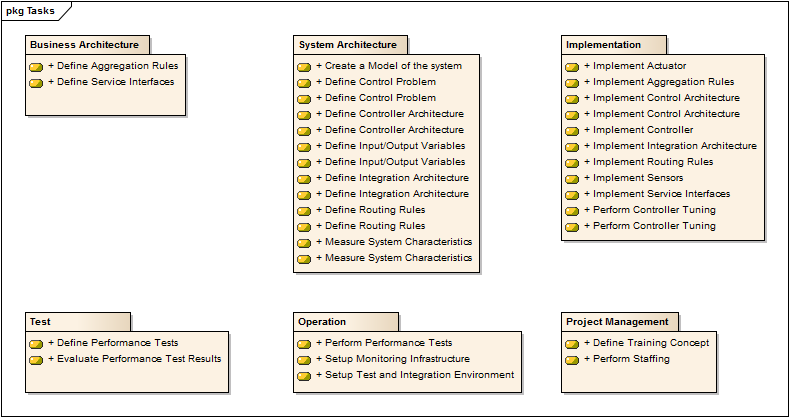 pkg Tasks
Business Architecture
+ Define Aggregation Rules
+ Define Service Interfaces
System Architecture
+ Create a Model of the system
+ Define Control Problem
+ Define Control Problem
+ Define Controller Architecture
+ Define Controller Architecture
+ Define Input/Output Variables
+ Define Input/Output Variables
+ Define Integration Architecture
+ Define Integration Architecture
+ Define Routing Rules
+ Define Routing Rules
+ Measure System Characteristics
+ Measure System Characteristics
Implementation
+ Implement Actuator
+ Implement Aggregation Rules
+ Implement Control Architecture
+ Implement Control Architecture
+ Implement Controller
+ Implement Integration Architecture
+ Implement Routing Rules
+ Implement Sensors
+ Implement Service Interfaces
+ Perform Controller Tuning
+ Perform Controller Tuning
Test
+ Define Performance Tests
+ Evaluate Performance Test Results
Operation
+ Perform Performance Tests
+ Setup Monitoring Infrastructure
+ Setup Test and Integration Environment
Project Management
+ Define Training Concept
+ Perform Staffing